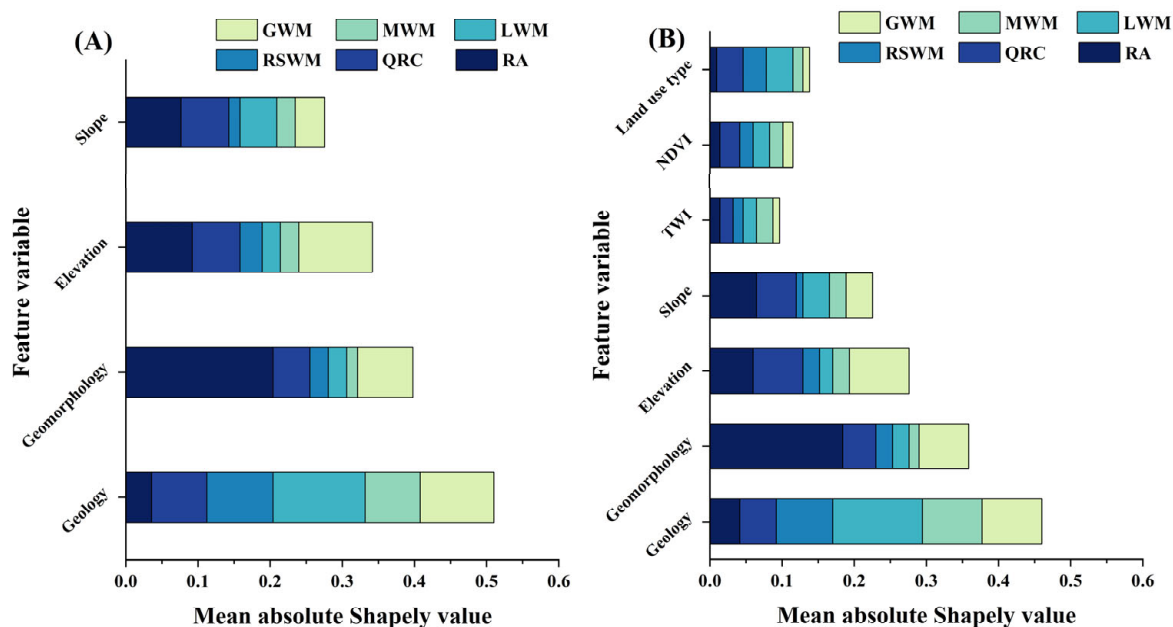 (A)
GWM MWM LWM
RSWM QRC RA
Feature variable
Slope
Elevation
Geomorphology
Geology
0.0 0.1 0.2 0.3 0.4 0.5 0.6
Mean absolute Shapely value
(B)
GWM MWM LWM
RSWM QRC RA
Feature variable
Land use type
NDVI
TWI
Slope
Elevation
Geomorphology
Geology
0.0 0.1 0.2 0.3 0.4 0.5 0.6
Mean absolute Shapely value